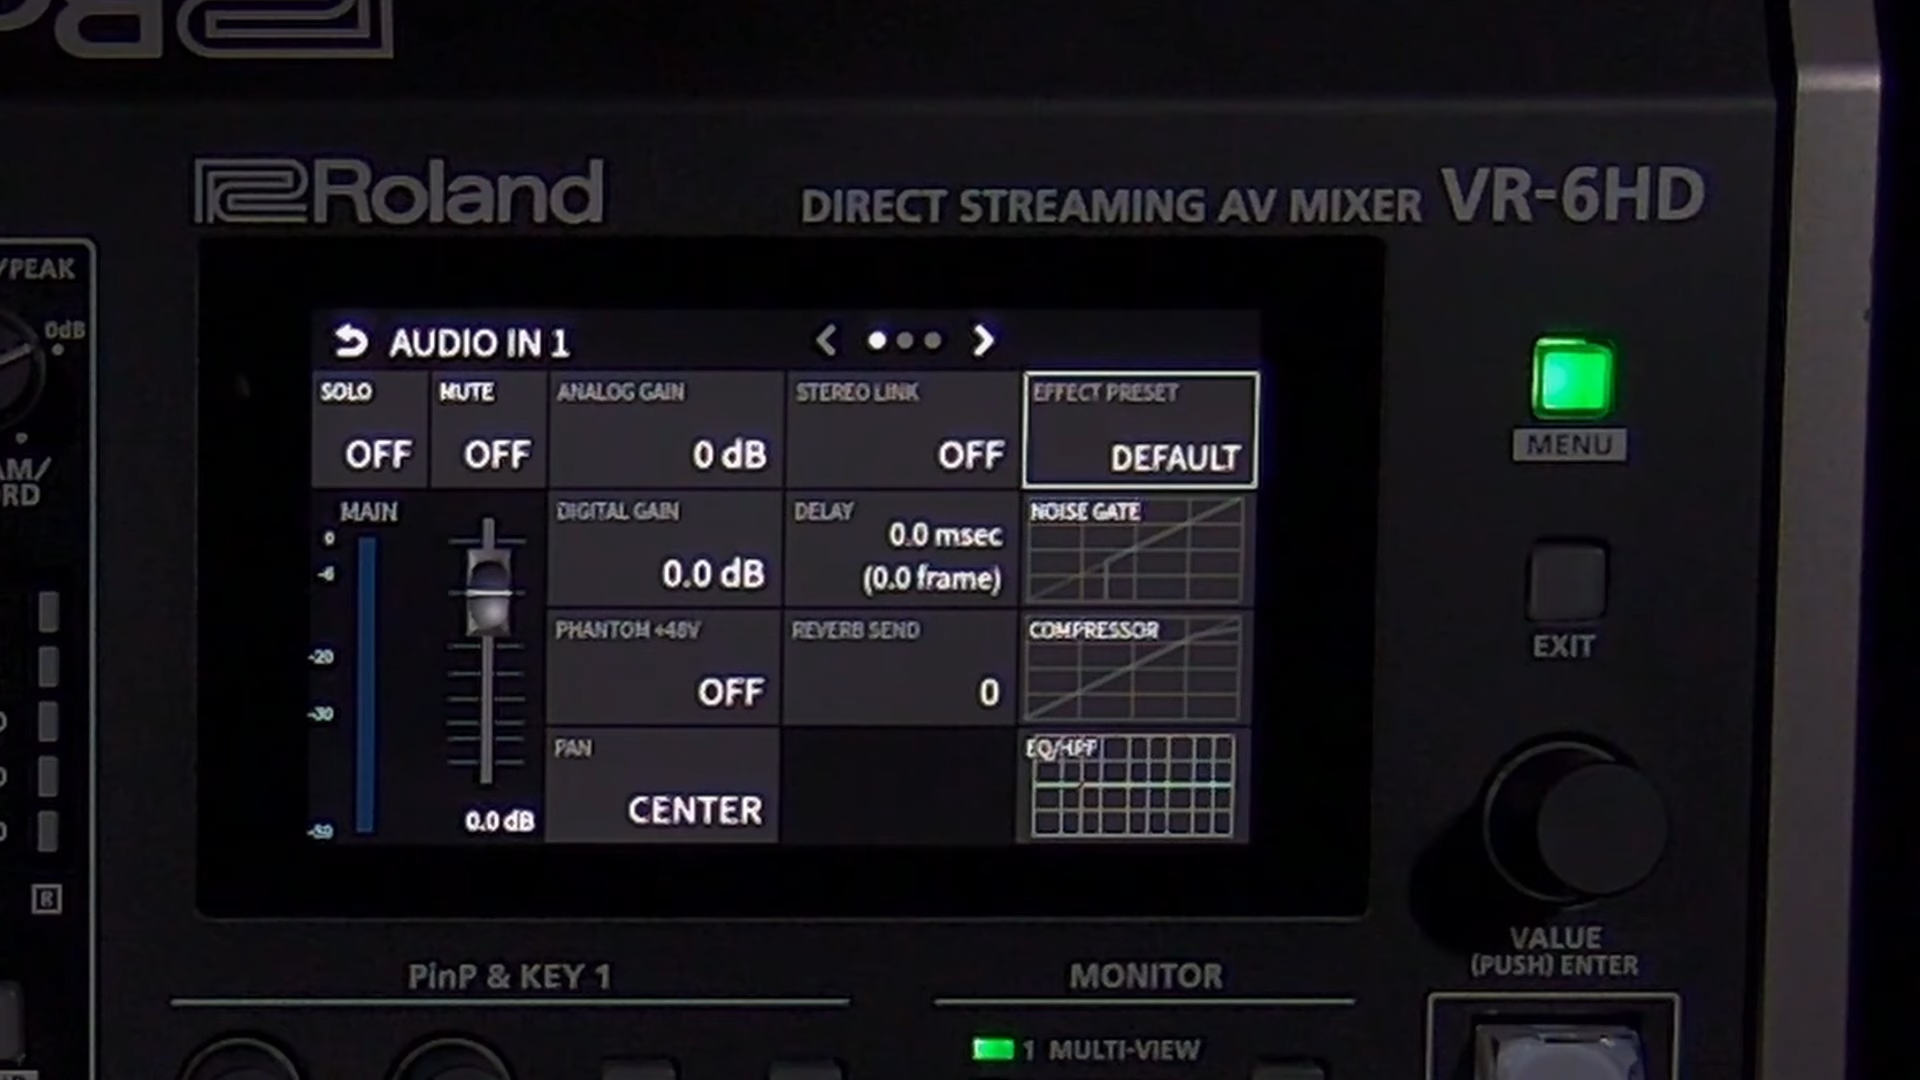 Roland
DIRECT STREAMING AV MIXER VR-6HD
/PEAK
0dB
AM/
RD
AUDIO IN 1
SOLO
OFF
MUTE
OFF
ANALOG GAIN
0 dB
STEREO LINK
OFF
EFFECT PRESET
DEFAULT
MAIN
0
-6
-20
-30
0.0 dB
DIGITAL GAIN
0.0 dB
DELAY
0.0 msec
(0.0 frame)
NOISE GATE
PHANTOM +48V
OFF
REVERB SEND
0
COMPRESSOR
PAN
CENTER
EQ/HPF
MENU
EXIT
VALUE
(PUSH) ENTER
R
PinP & KEY 1
MONITOR
1 MULTI-VIEW